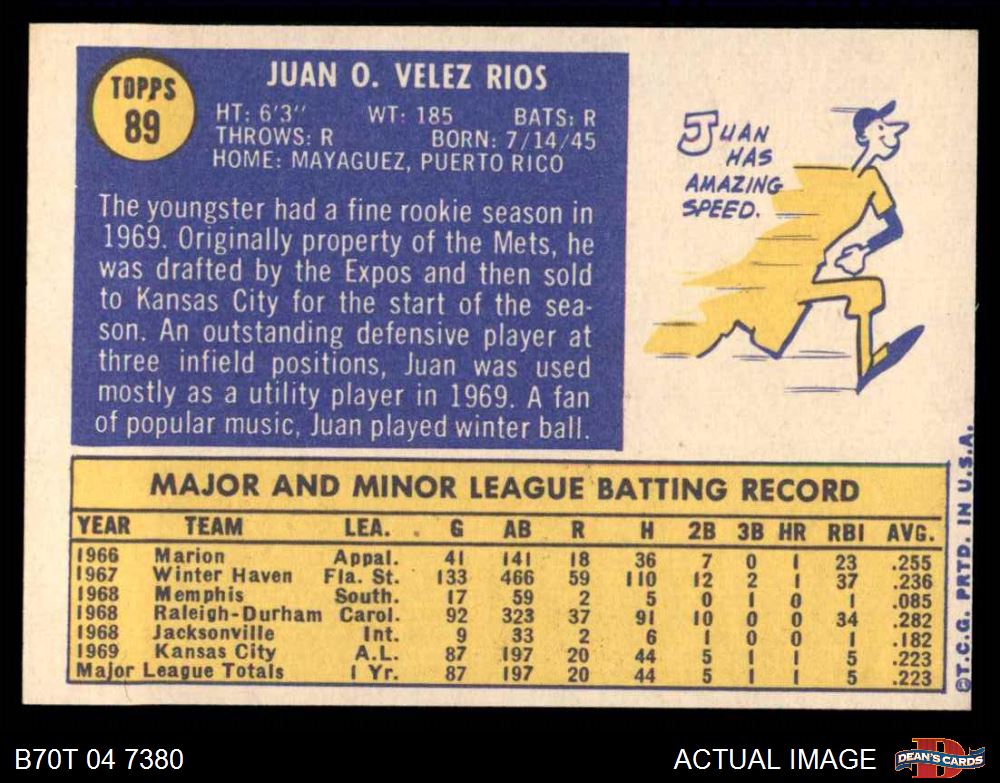 TOPPS
89
JUAN O. VELEZ RIOS
HT: 6'3" WT: 185 BATS: R
THROWS: R BORN: 7/14/45
HOME: MAYAGUEZ, PUERTO RICO
The youngster had a fine rookie season in
1969. Originally property of the Mets, he
was drafted by the Expos and then sold
to Kansas City for the start of the sea-
son. An outstanding defensive player at
three infield positions, Juan was used
mostly as a utility player in 1969. A fan
of popular music, Juan played winter ball.
JUAN
HAS
AMAZING
SPEED.
MAJOR AND MINOR LEAGUE BATTING RECORD
YEAR TEAM LEA. G AB R H 2B 3B HR RBI AVG.
1966 Marion Appal. 41 141 18 36 7 0 1 23 .255
1967 Winter Haven Fla. St. 133 466 59 110 12 2 1 37 .236
1968 Memphis South. 17 59 2 5 0 1 0 1 .085
1968 Raleigh-Durham Carol. 92 323 37 91 10 0 0 34 .282
1968 Jacksonville Int. 9 33 2 6 1 0 0 1 .182
1969 Kansas City A.L. 87 197 20 44 5 1 1 5 .223
Major League Totals 1 Yr. 87 197 20 44 5 1 1 5 .223
©T.C.G. PRTD. IN U.S.A.
B70T 04 7380
ACTUAL IMAGE
D
DEAN'S CARDS